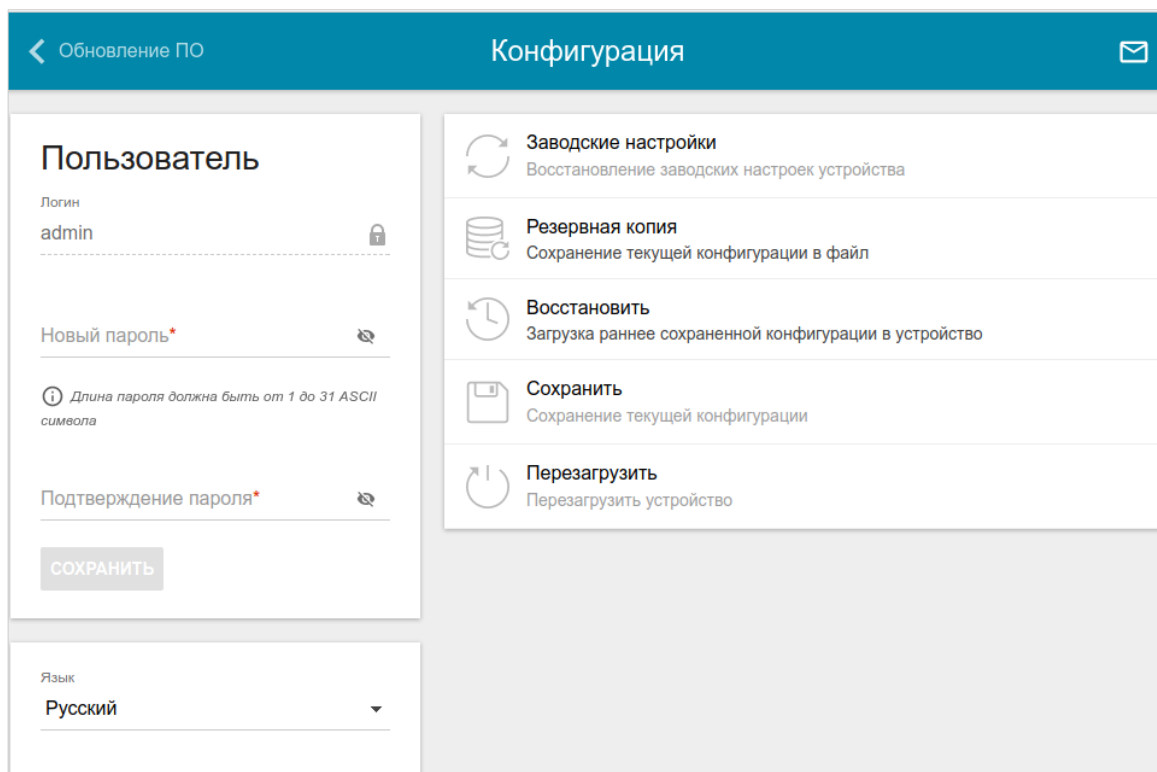 Обновление ПО
Конфигурация
Пользователь
Логин
admin
Новый пароль*
Длина пароля должна быть от 1 до 31 ASCII
символа
Подтверждение пароля*
СОХРАНИТЬ
Язык
Русский
Заводские настройки
Восстановление заводских настроек устройства
Резервная копия
Сохранение текущей конфигурации в файл
Восстановить
Загрузка раннее сохраненной конфигурации в устройство
Сохранить
Сохранение текущей конфигурации
Перезагрузить
Перезагрузить устройство